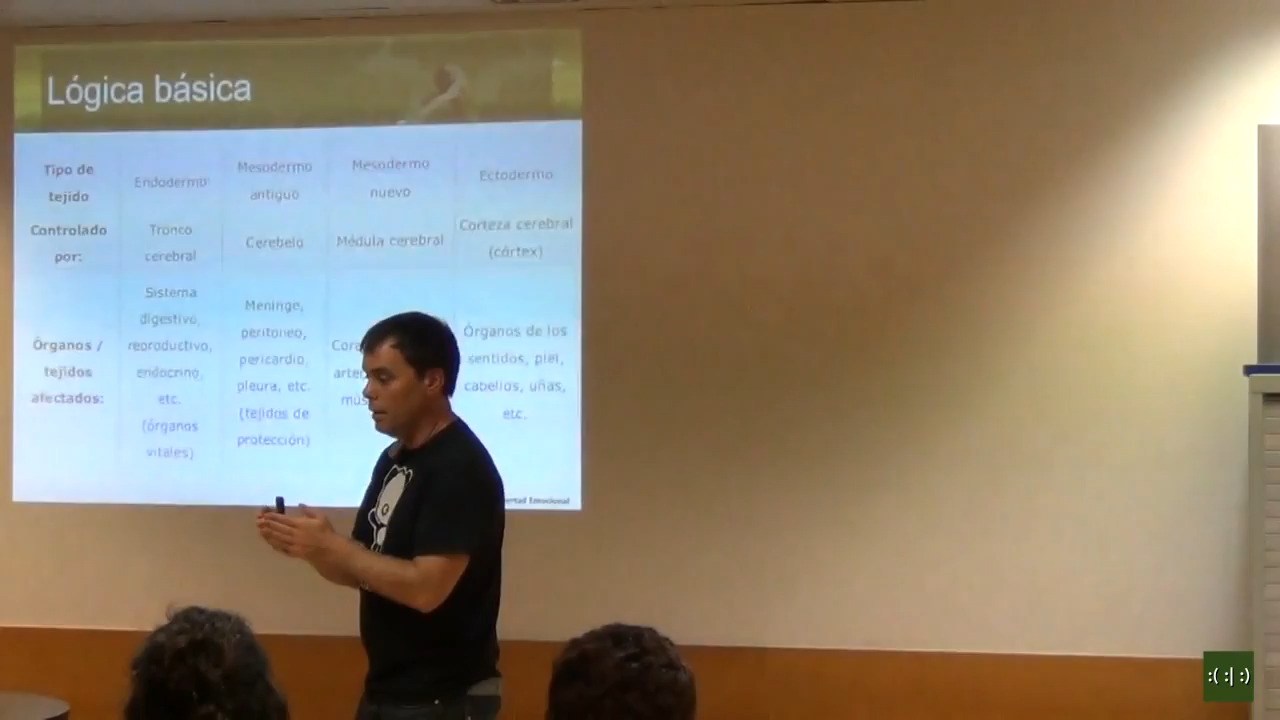 Lógica básica
Tipo de
tejido
Endodermo
Mesodermo
antiguo
Mesodermo
nuevo
Ectodermo
Controlado
por:
Tronco
cerebral
Cerebelo
Médula cerebral
Corteza cerebral
(córtex)
Órganos /
tejidos
afectados:
Sistema
digestivo,
reproductivo,
endocrino,
etc.
(órganos
vitales)
Meninge,
peritoneo,
pericardio,
pleura, etc.
(tejidos de
protección)
Órganos de los
sentidos, piel,
cabellos, uñas,
etc.
Emocional
:( :| :)